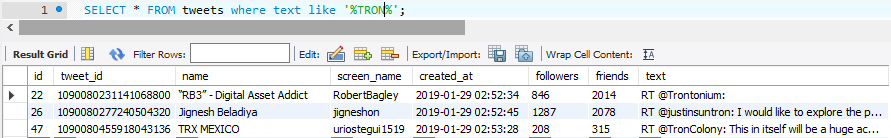 1 SELECT * FROM tweets where text like '%TRON%';
Result Grid Filter Rows: Edit: Export/Import: Wrap Cell Content:
id tweet_id name screen_name created_at followers friends text
22 1090080231141068800 "RB3" - Digital Asset Addict RobertBagley 2019-01-29 02:52:34 846 2014 RT @Trontonium:
26 1090080277240504320 Jignesh Beladiya jigneshon 2019-01-29 02:52:45 1287 2078 RT @justinsuntron: I would like to explore the p...
47 1090080455918043136 TRX MEXICO uriostegui1519 2019-01-29 02:53:28 208 315 RT @TronColony: This in itself will be a huge ac...